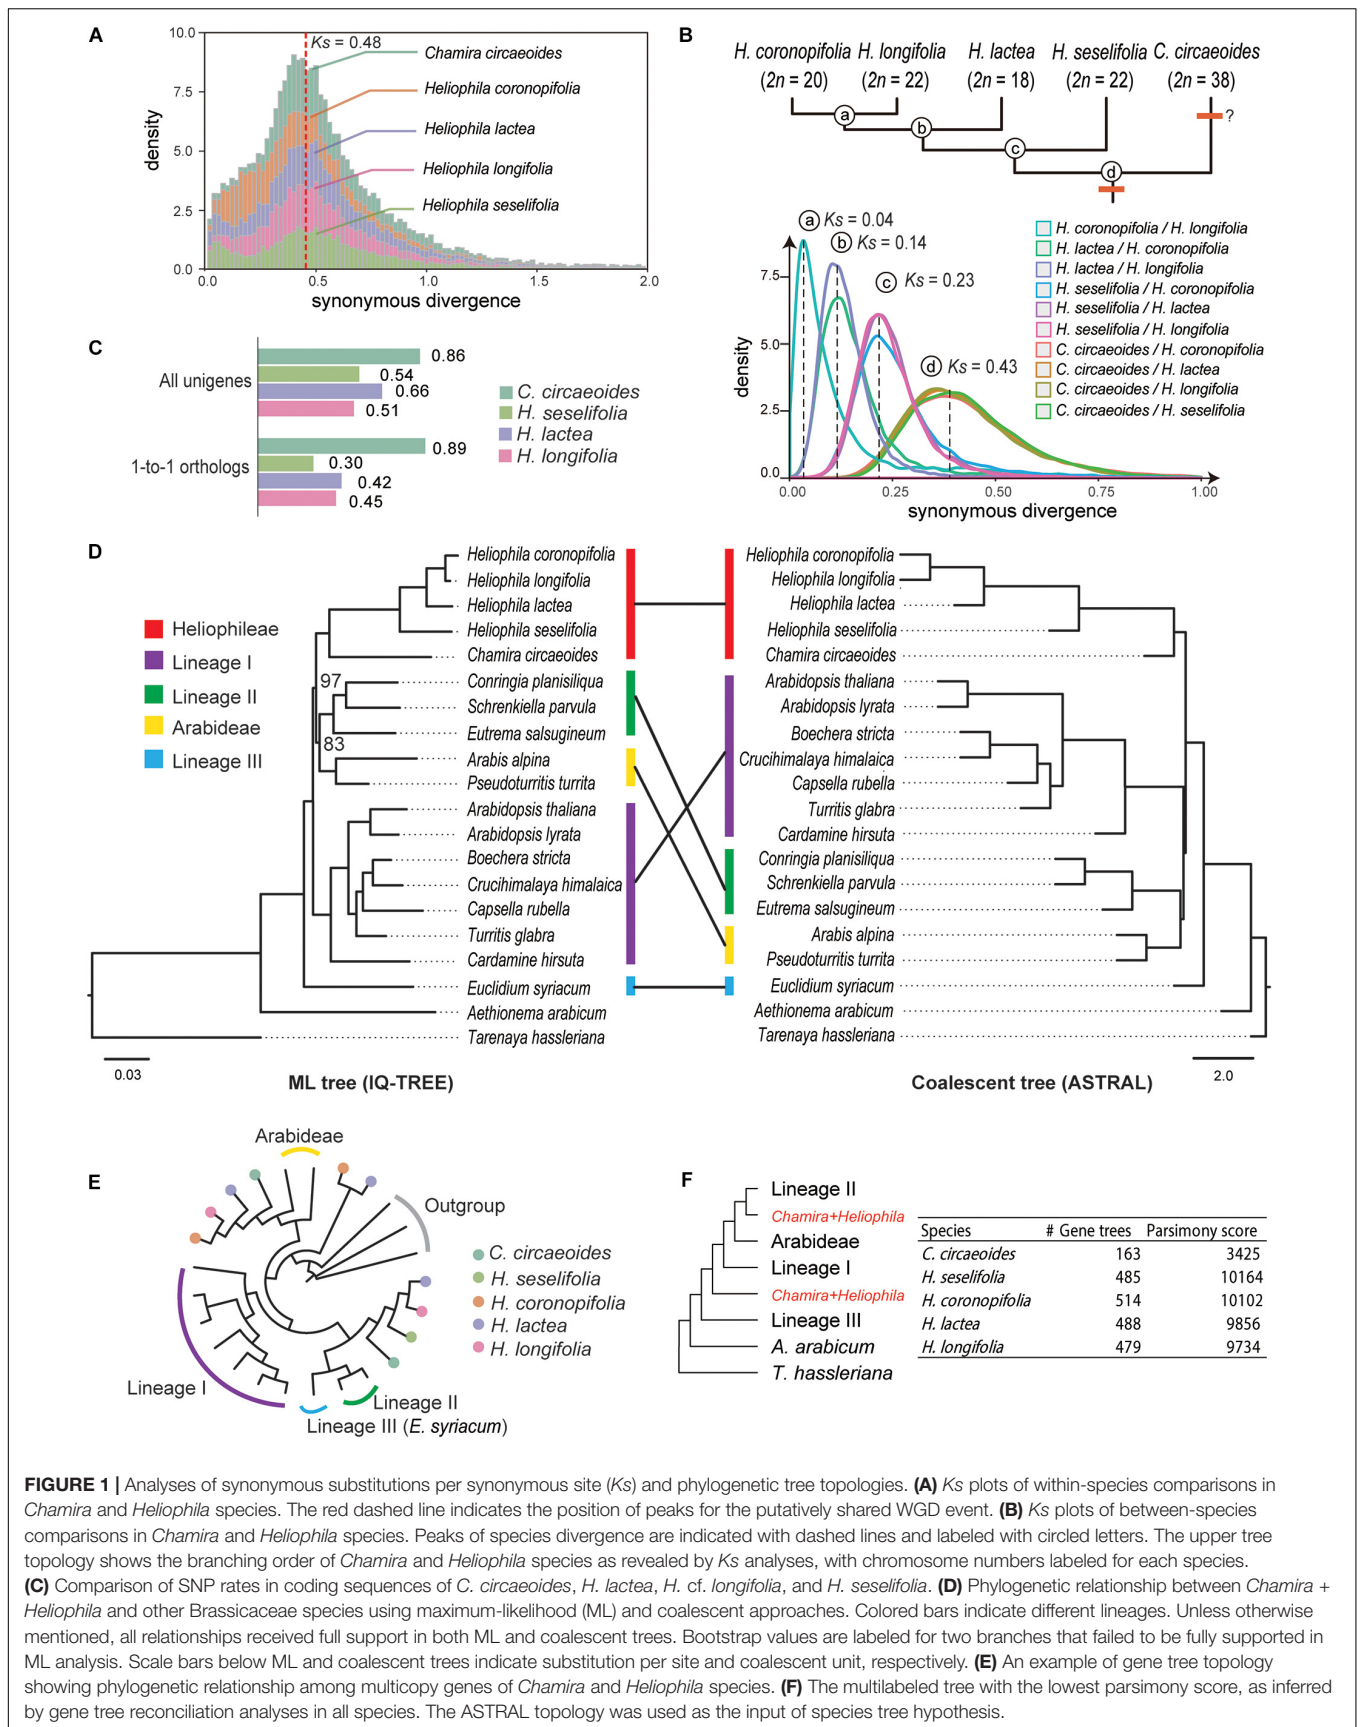 A
10.0
7.5
5.0
2.5
0.0
density
Ks = 0.48
Chamira circaeoides
Heliophila coronopifolia
Heliophila lactea
Heliophila longifolia
Heliophila seselifolia
0.0 0.5 1.0 1.5 2.0
synonymous divergence
B
H. coronopifolia H. longifolia H. lactea H. seselifolia C. circaeoides
(2n = 20) (2n = 22) (2n = 18) (2n = 22) (2n = 38)
a
b
c
d
?
a Ks = 0.04
b Ks = 0.14
c Ks = 0.23
d Ks = 0.43
7.5
5.0
2.5
0.0
density
0.00 0.25 0.50 0.75 1.00
synonymous divergence
H. coronopifolia / H. longifolia
H. lactea / H. coronopifolia
H. lactea / H. longifolia
H. seselifolia / H. coronopifolia
H. seselifolia / H. lactea
H. seselifolia / H. longifolia
C. circaeoides / H. coronopifolia
C. circaeoides / H. lactea
C. circaeoides / H. longifolia
C. circaeoides / H. seselifolia
C
All unigenes
0.86
0.54
0.66
0.51
1-to-1 orthologs
0.89
0.30
0.42
0.45
C. circaeoides
H. seselifolia
H. lactea
H. longifolia
D
Heliophileae
Lineage I
Lineage II
Arabideae
Lineage III
97
83
Heliophila coronopifolia
Heliophila longifolia
Heliophila lactea
Heliophila seselifolia
Chamira circaeoides
Conringia planisiliqua
Schrenkiella parvula
Eutrema salsugineum
Arabis alpina
Pseudoturritis turrita
Arabidopsis thaliana
Arabidopsis lyrata
Boechera stricta
Crucihimalaya himalaica
Capsella rubella
Turritis glabra
Cardamine hirsuta
Euclidium syriacum
Aethionema arabicum
Tarenaya hassleriana
0.03
ML tree (IQ-TREE)
Heliophila coronopifolia
Heliophila longifolia
Heliophila lactea
Heliophila seselifolia
Chamira circaeoides
Arabidopsis thaliana
Arabidopsis lyrata
Boechera stricta
Crucihimalaya himalaica
Capsella rubella
Turritis glabra
Cardamine hirsuta
Conringia planisiliqua
Schrenkiella parvula
Eutrema salsugineum
Arabis alpina
Pseudoturritis turrita
Euclidium syriacum
Aethionema arabicum
Tarenaya hassleriana
2.0
Coalescent tree (ASTRAL)
E
Arabideae
Outgroup
Lineage I
Lineage II
Lineage III (E. syriacum)
C. circaeoides
H. seselifolia
H. coronopifolia
H. lactea
H. longifolia
F
Lineage II
Chamira+Heliophila
Arabideae
Lineage I
Chamira+Heliophila
Lineage III
A. arabicum
T. hassleriana
Species # Gene trees Parsimony score
C. circaeoides 163 3425
H. seselifolia 485 10164
H. coronopifolia 514 10102
H. lactea 488 9856
H. longifolia 479 9734
FIGURE 1 | Analyses of synonymous substitutions per synonymous site (Ks) and phylogenetic tree topologies. (A) Ks plots of within-species comparisons in
Chamira and Heliophila species. The red dashed line indicates the position of peaks for the putatively shared WGD event. (B) Ks plots of between-species
comparisons in Chamira and Heliophila species. Peaks of species divergence are indicated with dashed lines and labeled with circled letters. The upper tree
topology shows the branching order of Chamira and Heliophila species as revealed by Ks analyses, with chromosome numbers labeled for each species.
(C) Comparison of SNP rates in coding sequences of C. circaeoides, H. lactea, H. cf. longifolia, and H. seselifolia. (D) Phylogenetic relationship between Chamira +
Heliophila and other Brassicaceae species using maximum-likelihood (ML) and coalescent approaches. Colored bars indicate different lineages. Unless otherwise
mentioned, all relationships received full support in both ML and coalescent trees. Bootstrap values are labeled for two branches that failed to be fully supported in
ML analysis. Scale bars below ML and coalescent trees indicate substitution per site and coalescent unit, respectively. (E) An example of gene tree topology
showing phylogenetic relationship among multicopy genes of Chamira and Heliophila species. (F) The multilabeled tree with the lowest parsimony score, as inferred
by gene tree reconciliation analyses in all species. The ASTRAL topology was used as the input of species tree hypothesis.